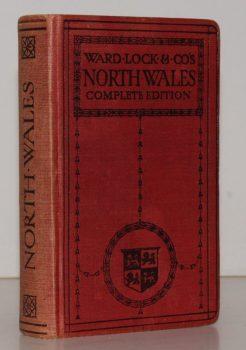 WARD·LOCK·&·CO'S
NORTH WALES
COMPLETE EDITION
NORTH·WALES